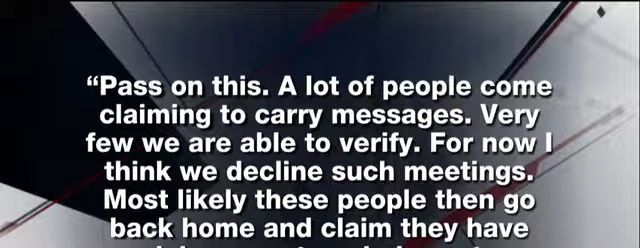 “Pass on this. A lot of people come
claiming to carry messages. Very
few we are able to verify. For now I
think we decline such meetings.
Most likely these people then go
back home and claim they have